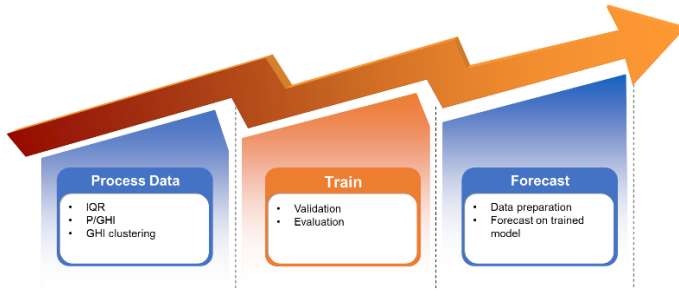 Process Data
• IQR
• P/GHI
• GHI clustering
Train
• Validation
• Evaluation
Forecast
• Data preparation
• Forecast on trained
model